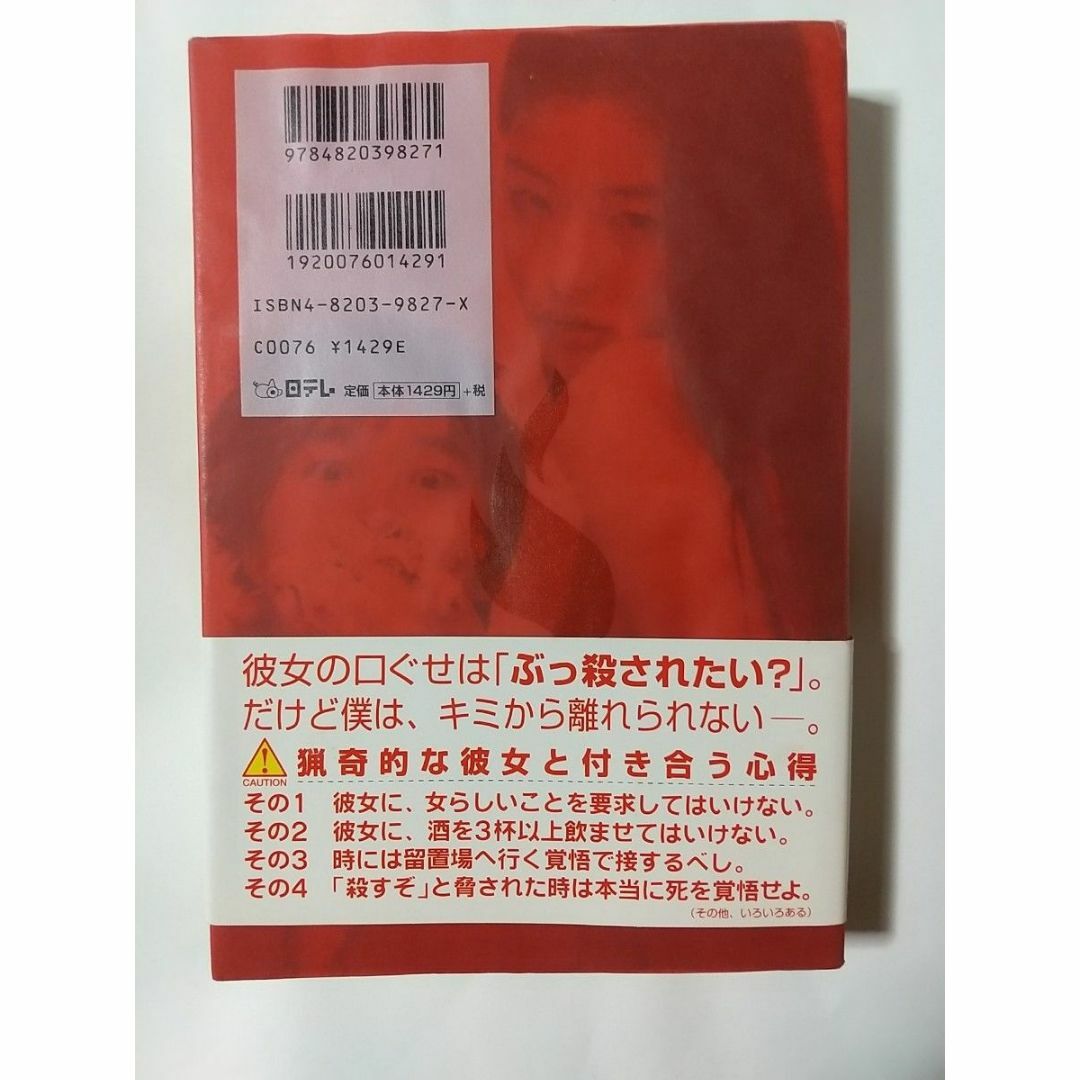 9784820398271
1920076014291
ISBN4-8203-9827-X
C0076 ¥1429E
日テレ 定価 本体1429円 +税
彼女の口ぐせは「ぶっ殺されたい?」。
だけど僕は、キミから離れられない―。
CAUTION 猟奇的な彼女と付き合う心得
その1 彼女に、女らしいことを要求してはいけない。
その2 彼女に、酒を3杯以上飲ませてはいけない。
その3 時には留置場へ行く覚悟で接するべし。
その4 「殺すぞ」と脅された時は本当に死を覚悟せよ。
(その他、いろいろある)